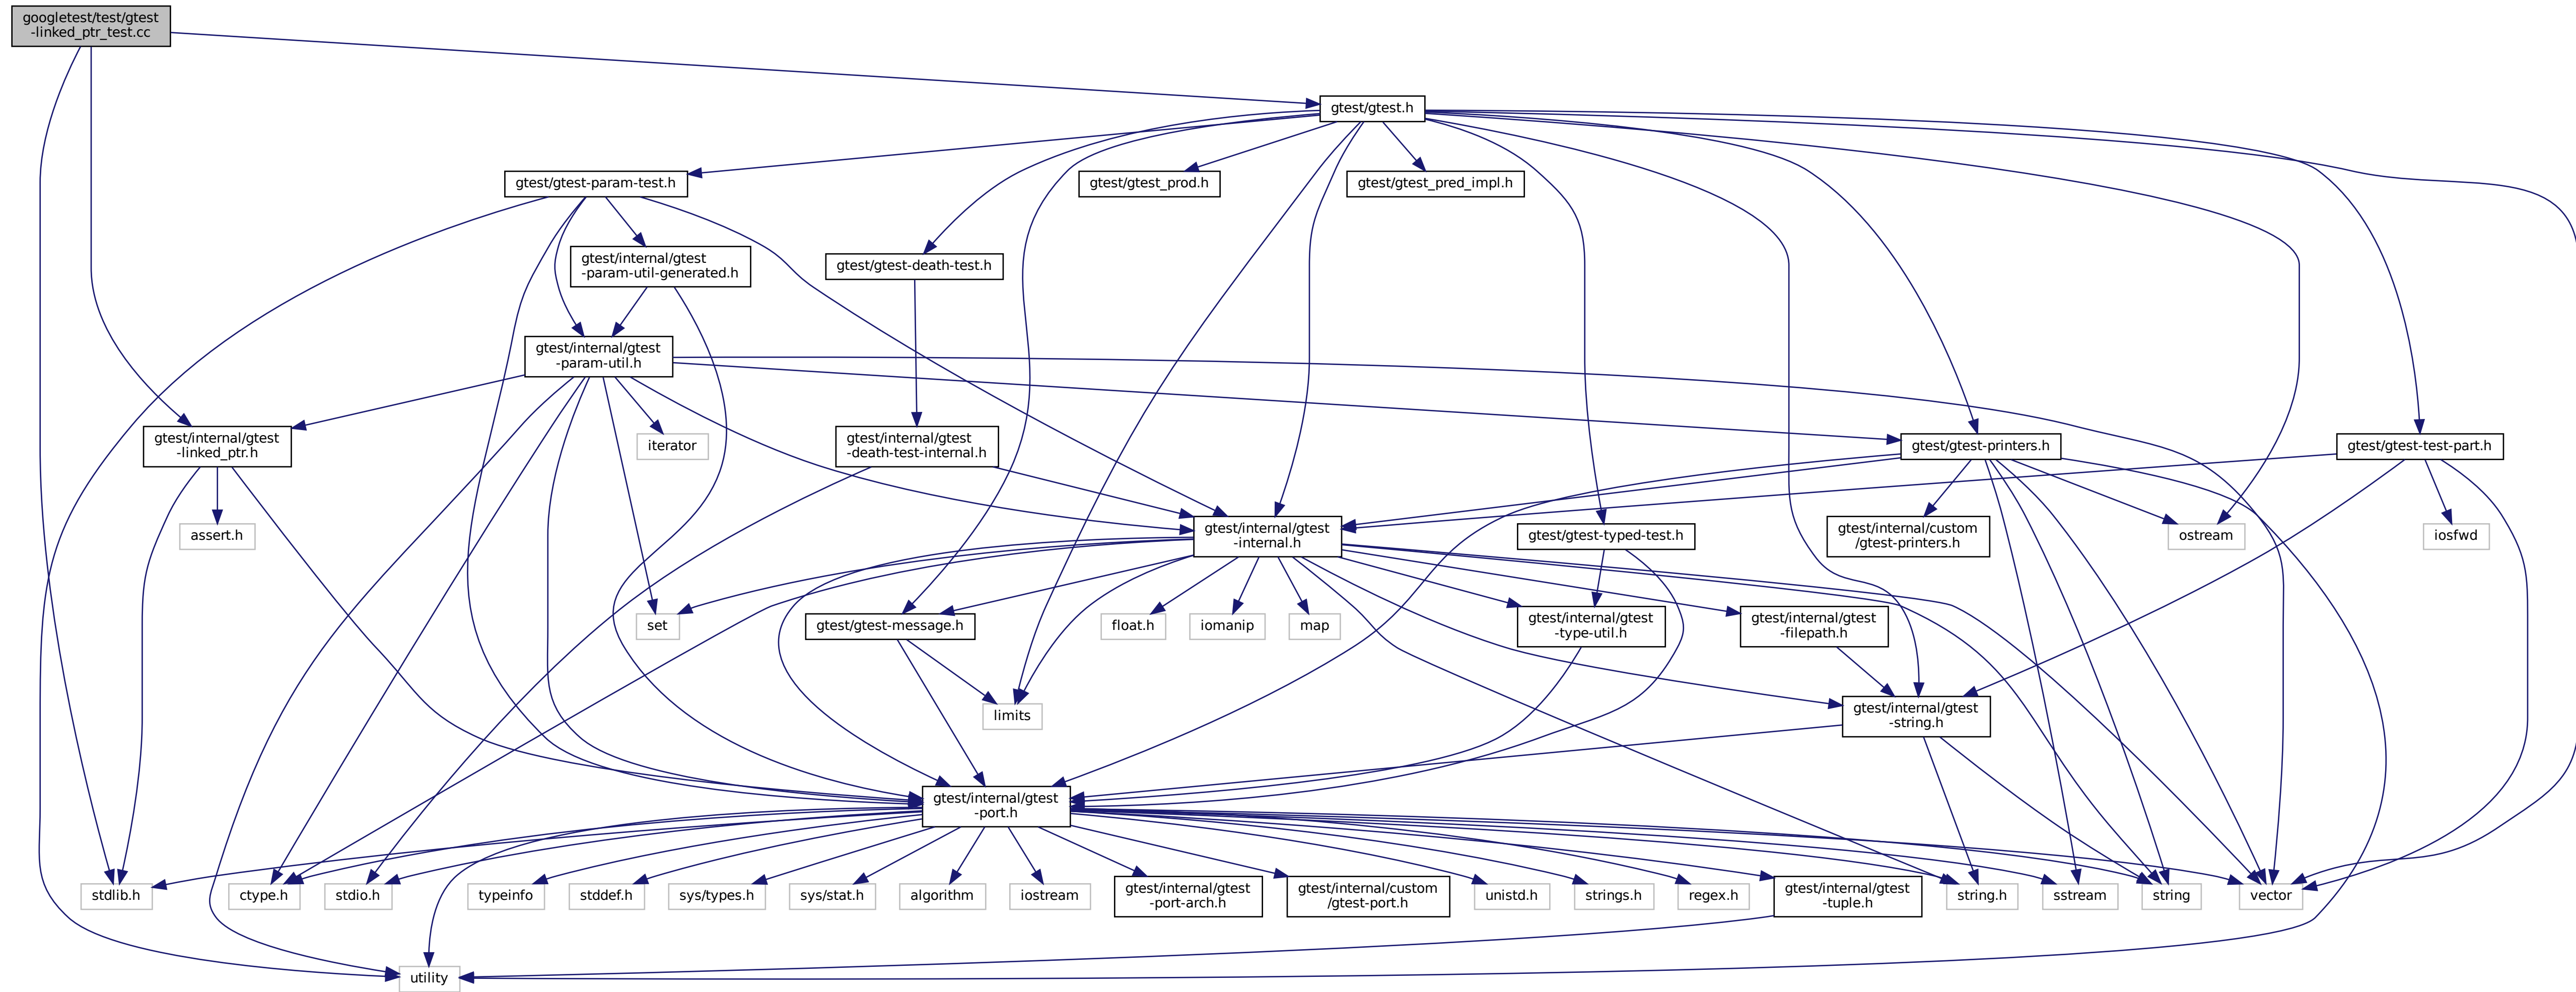 googletest/test/gtest
-linked_ptr_test.cc
gtest/gtest.h
gtest/gtest-param-test.h
gtest/gtest_prod.h
gtest/gtest_pred_impl.h
gtest/internal/gtest
-param-util-generated.h
gtest/gtest-death-test.h
gtest/internal/gtest
-param-util.h
gtest/internal/gtest
-linked_ptr.h
iterator
gtest/internal/gtest
-death-test-internal.h
gtest/gtest-printers.h
gtest/gtest-test-part.h
assert.h
gtest/internal/gtest
-internal.h
gtest/gtest-typed-test.h
gtest/internal/custom
/gtest-printers.h
ostream
iosfwd
set
gtest/gtest-message.h
float.h
iomanip
map
gtest/internal/gtest
-type-util.h
gtest/internal/gtest
-filepath.h
limits
gtest/internal/gtest
-string.h
gtest/internal/gtest
-port.h
stdlib.h
ctype.h
stdio.h
typeinfo
stddef.h
sys/types.h
sys/stat.h
algorithm
iostream
gtest/internal/gtest
-port-arch.h
gtest/internal/custom
/gtest-port.h
unistd.h
strings.h
regex.h
gtest/internal/gtest
-tuple.h
string.h
sstream
string
vector
utility